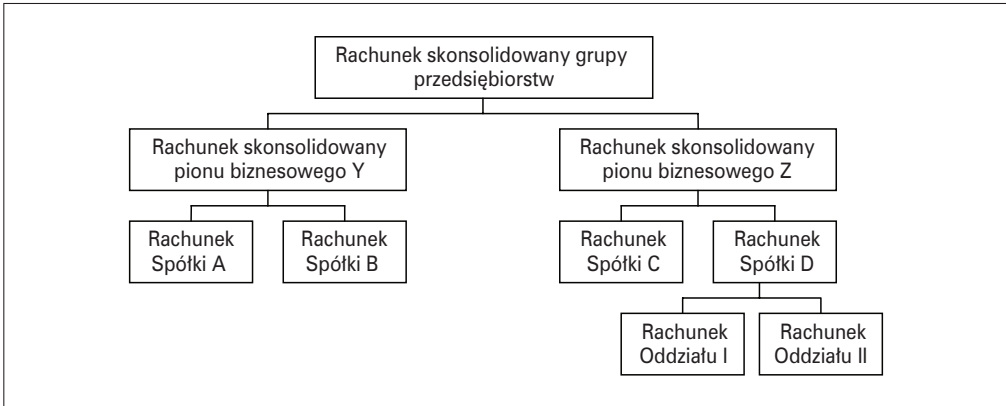 Rachunek skonsolidowany grupy
przedsiębiorstw
Rachunek skonsolidowany
pionu biznesowego Y
Rachunek skonsolidowany
pionu biznesowego Z
Rachunek
Spółki A
Rachunek
Spółki B
Rachunek
Spółki C
Rachunek
Spółki D
Rachunek
Oddziału I
Rachunek
Oddziału II